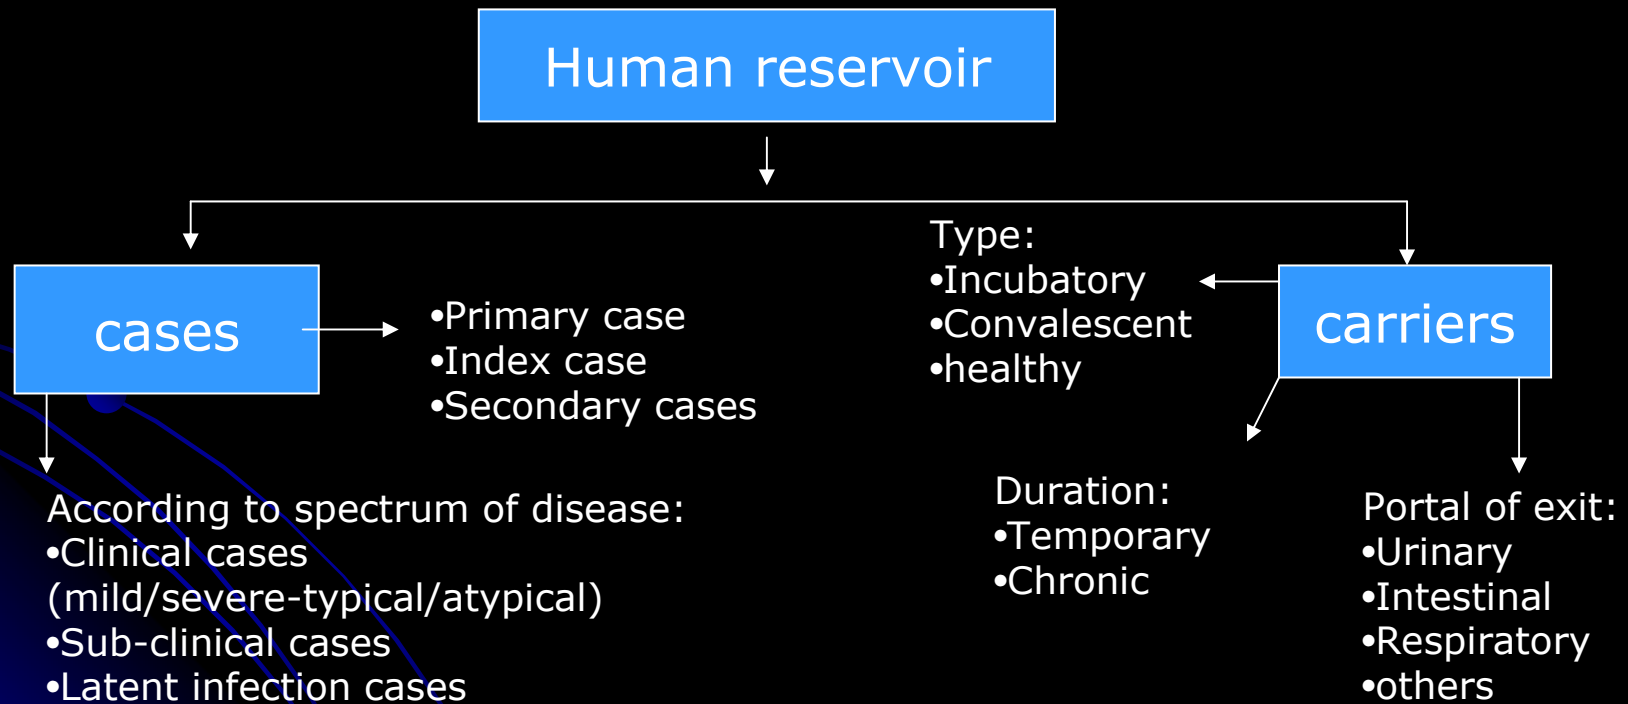 Human reservoir
cases
•Primary case
•Index case
•Secondary cases
According to spectrum of disease:
•Clinical cases
(mild/severe-typical/atypical)
•Sub-clinical cases
•Latent infection cases
Type:
•Incubatory
•Convalescent
•healthy
carriers
Duration:
•Temporary
•Chronic
Portal of exit:
•Urinary
•Intestinal
•Respiratory
•others